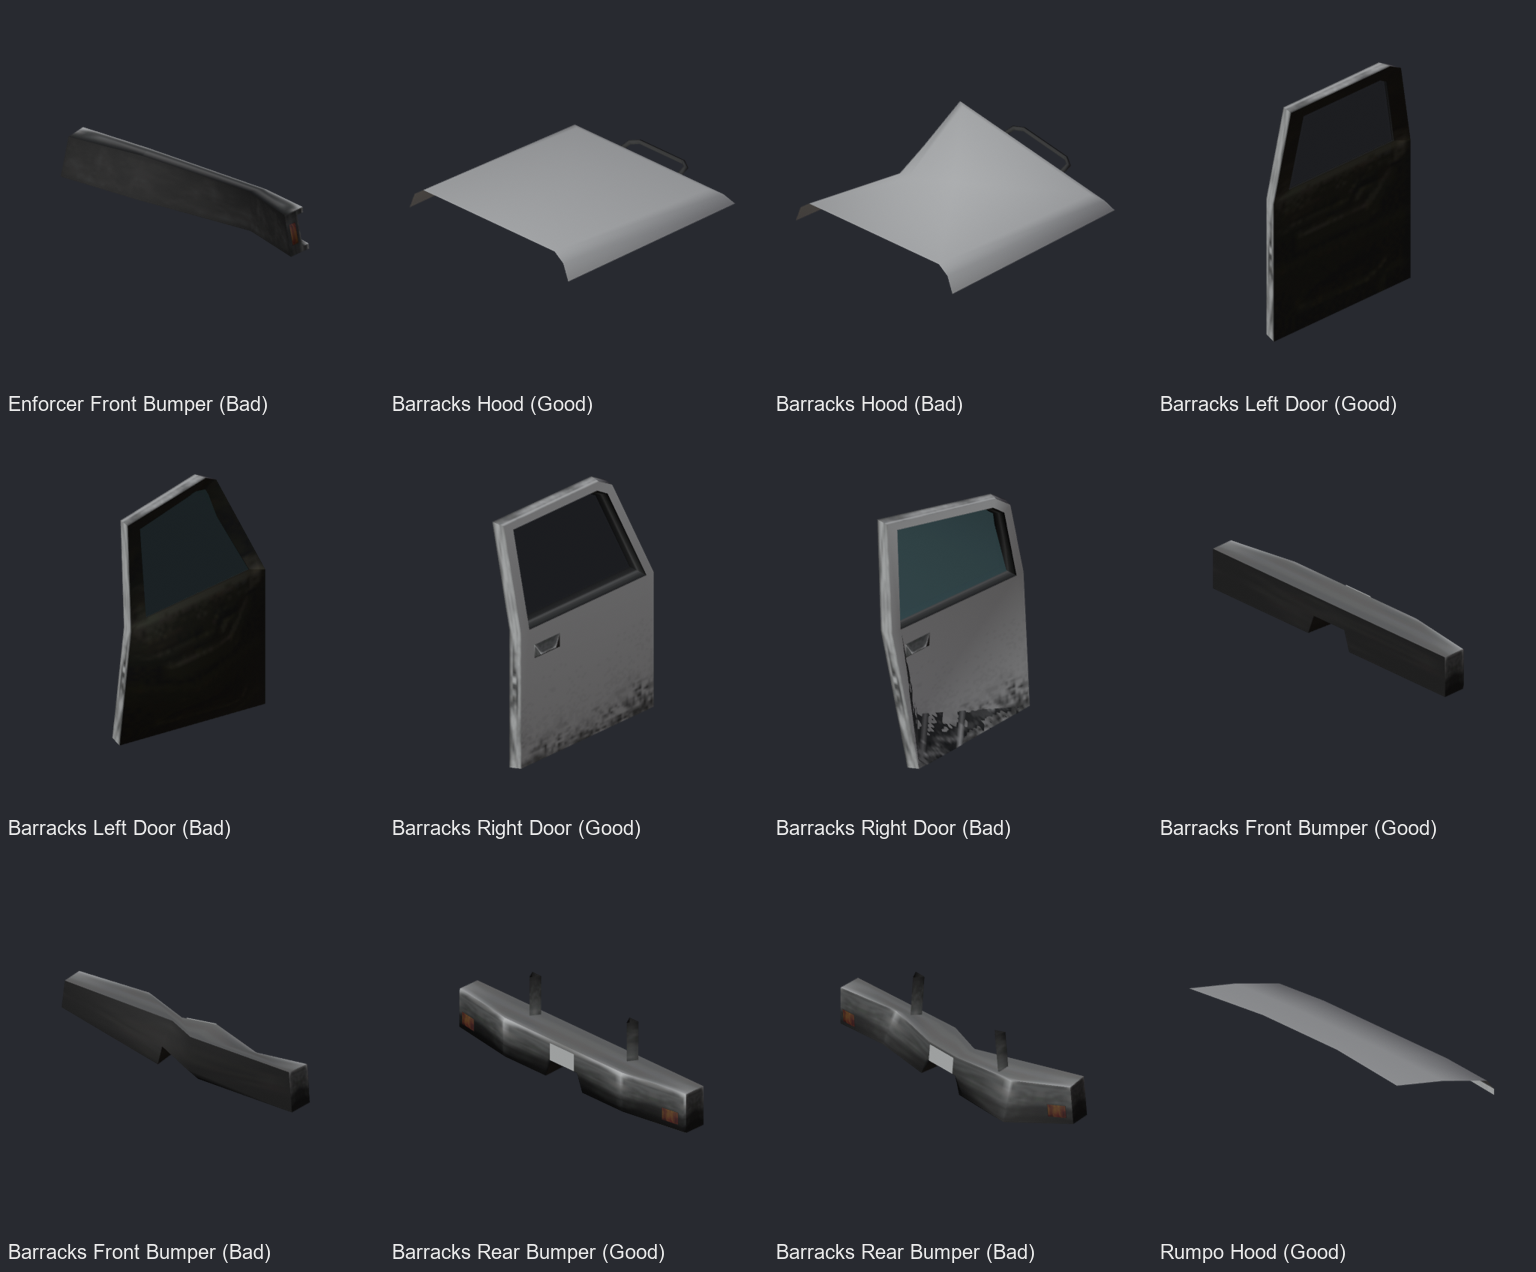 Enforcer Front Bumper (Bad)
Barracks Hood (Good)
Barracks Hood (Bad)
Barracks Left Door (Good)
Barracks Left Door (Bad)
Barracks Right Door (Good)
Barracks Right Door (Bad)
Barracks Front Bumper (Good)
Barracks Front Bumper (Bad)
Barracks Rear Bumper (Good)
Barracks Rear Bumper (Bad)
Rumpo Hood (Good)